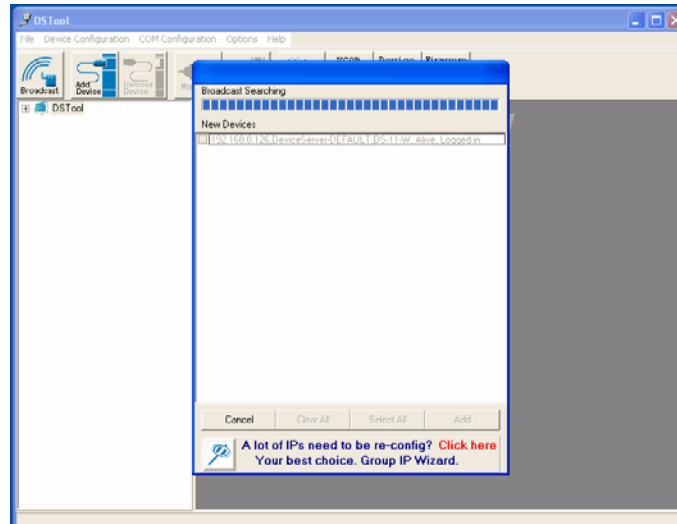 DSTool
File Device Configuration COM Configuration Options Help
Broadcast
Add Device
Remove Device
DSTool
Broadcast Searching
New Devices
192.168.0.126,DeviceServer-DEFAULT,DS-11-W ,Alive, Logged in
Cancel Clear All Select All Add
A lot of IPs need to be re-config? Click here
Your best choice. Group IP Wizard.